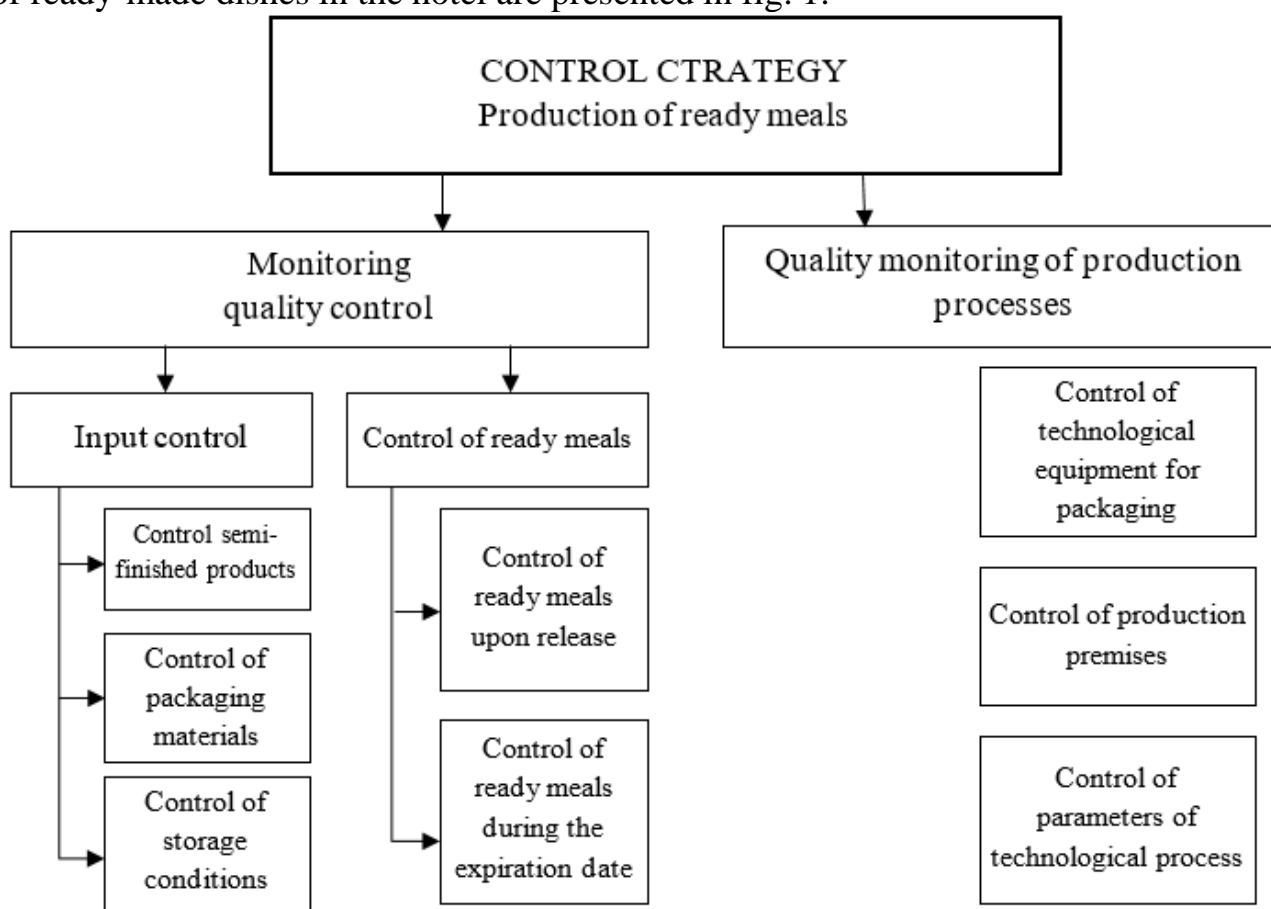 of ready-made dishes in the hotel are presented in fig. 1.
CONTROL CTRATEGY
Production of ready meals
Monitoring
quality control
Quality monitoring of production
processes
Input control
Control of ready meals
Control semi-
finished products
Control of
packaging
materials
Control of
storage
conditions
Control of
ready meals
upon release
Control of
ready meals
during the
expiration date
Control of
technological
equipment for
packaging
Control of production
premises
Control of
parameters of
technological process